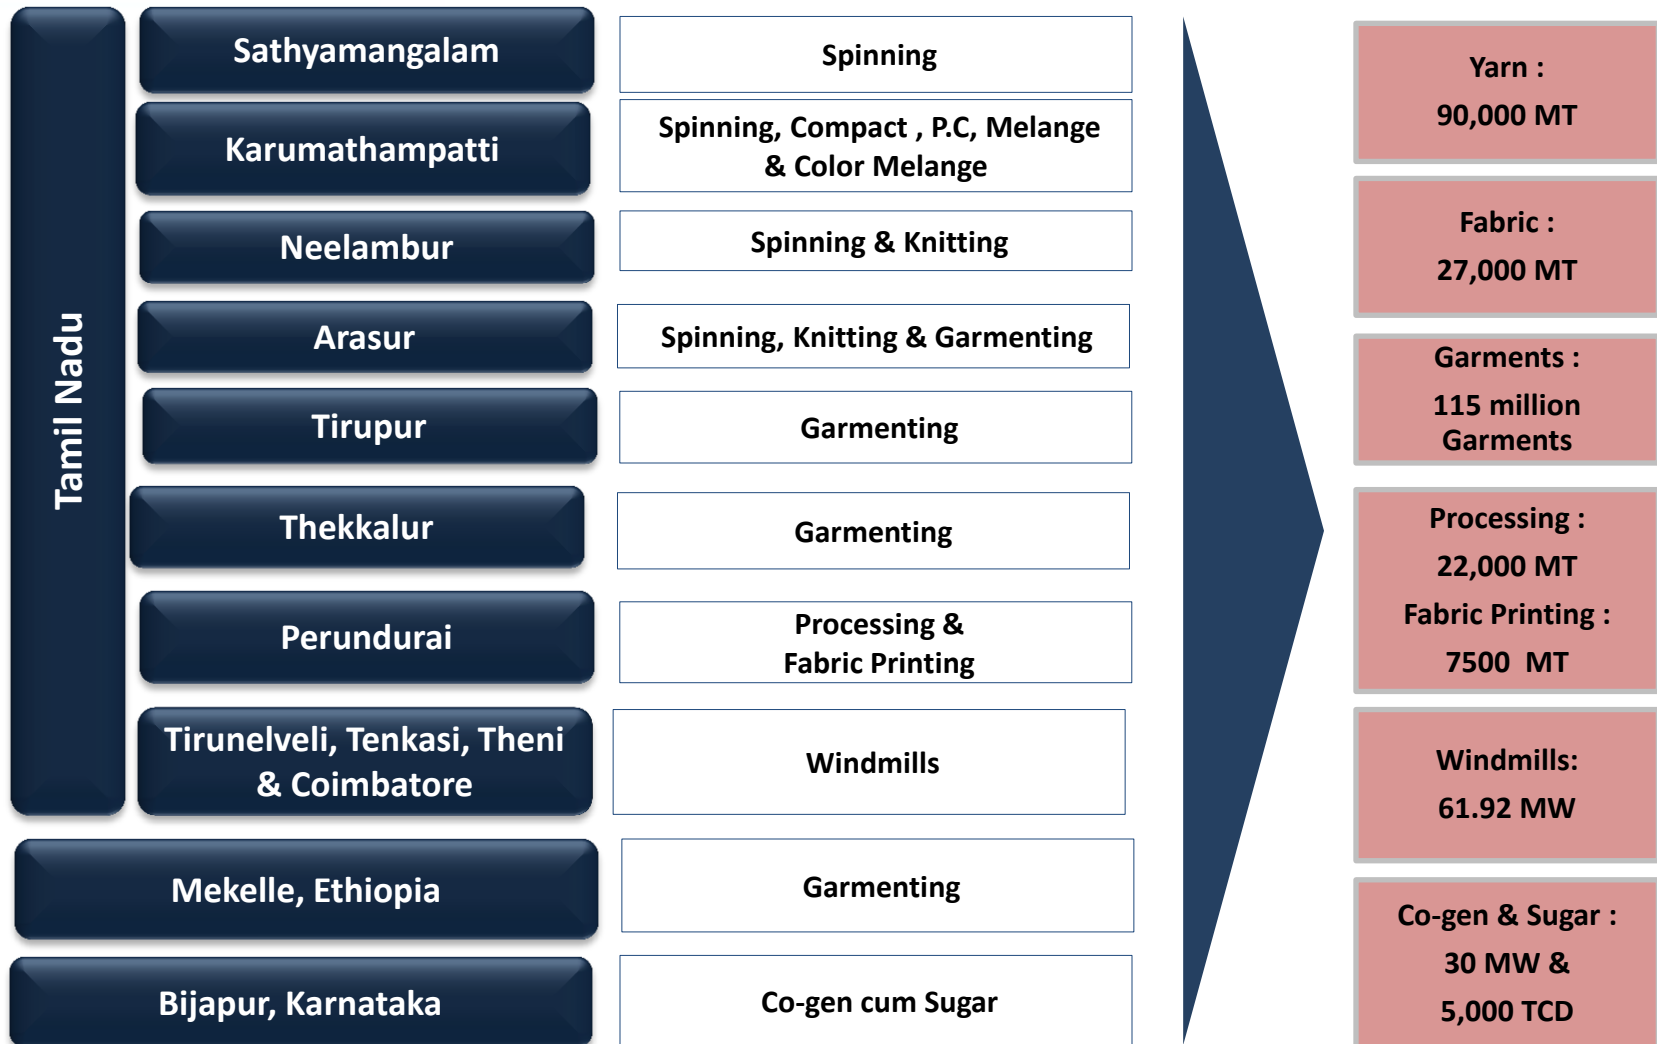 Tamil Nadu
Sathyamangalam
Spinning
Karumathampatti
Spinning, Compact , P.C, Melange
& Color Melange
Neelambur
Spinning & Knitting
Arasur
Spinning, Knitting & Garmenting
Tirupur
Garmenting
Thekkalur
Garmenting
Perundurai
Processing &
Fabric Printing
Tirunelveli, Tenkasi, Theni
& Coimbatore
Windmills
Mekelle, Ethiopia
Garmenting
Bijapur, Karnataka
Co-gen cum Sugar
Yarn :
90,000 MT
Fabric :
27,000 MT
Garments :
115 million
Garments
Processing :
22,000 MT
Fabric Printing :
7500 MT
Windmills:
61.92 MW
Co-gen & Sugar :
30 MW &
5,000 TCD